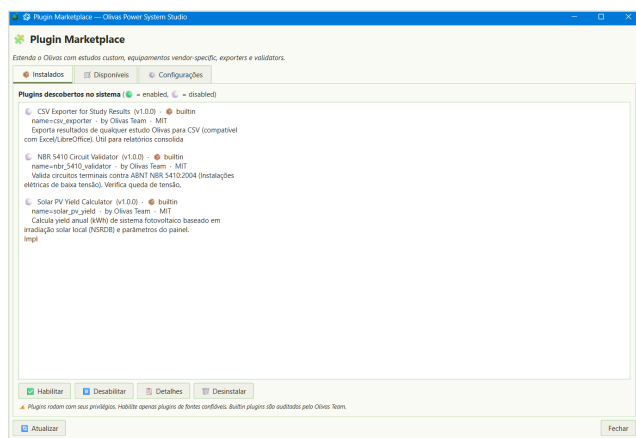 Plugin Marketplace — Olivas Power System Studio
Plugin Marketplace
Estenda o Olivas com estudos custom, equipamentos vendor-specific, exporters e validators.
Instalados
Disponíveis
Configurações
Plugins descobertos no sistema ( = enabled, = disabled)
CSV Exporter for Study Results (v1.0.0) · builtin
name=csv_exporter · by Olivas Team · MIT
Exporta resultados de qualquer estudo Olivas para CSV (compatível
com Excel/LibreOffice). Útil para relatórios consolida
NBR 5410 Circuit Validator (v1.0.0) · builtin
name=nbr_5410_validator · by Olivas Team · MIT
Valida circuitos terminais contra ABNT NBR 5410:2004 (Instalações
elétricas de baixa tensão). Verifica queda de tensão,
Solar PV Yield Calculator (v1.0.0) · builtin
name=solar_pv_yield · by Olivas Team · MIT
Calcula yield anual (kWh) de sistema fotovoltaico baseado em
irradiação solar local (NSRDB) e parâmetros do painel.
Impl
Habilitar
Desabilitar
Detalhes
Desinstalar
Plugins rodam com seus privilégios. Habilite apenas plugins de fontes confiáveis. Builtin plugins são auditados pelo Olivas Team.
Atualizar
Fechar